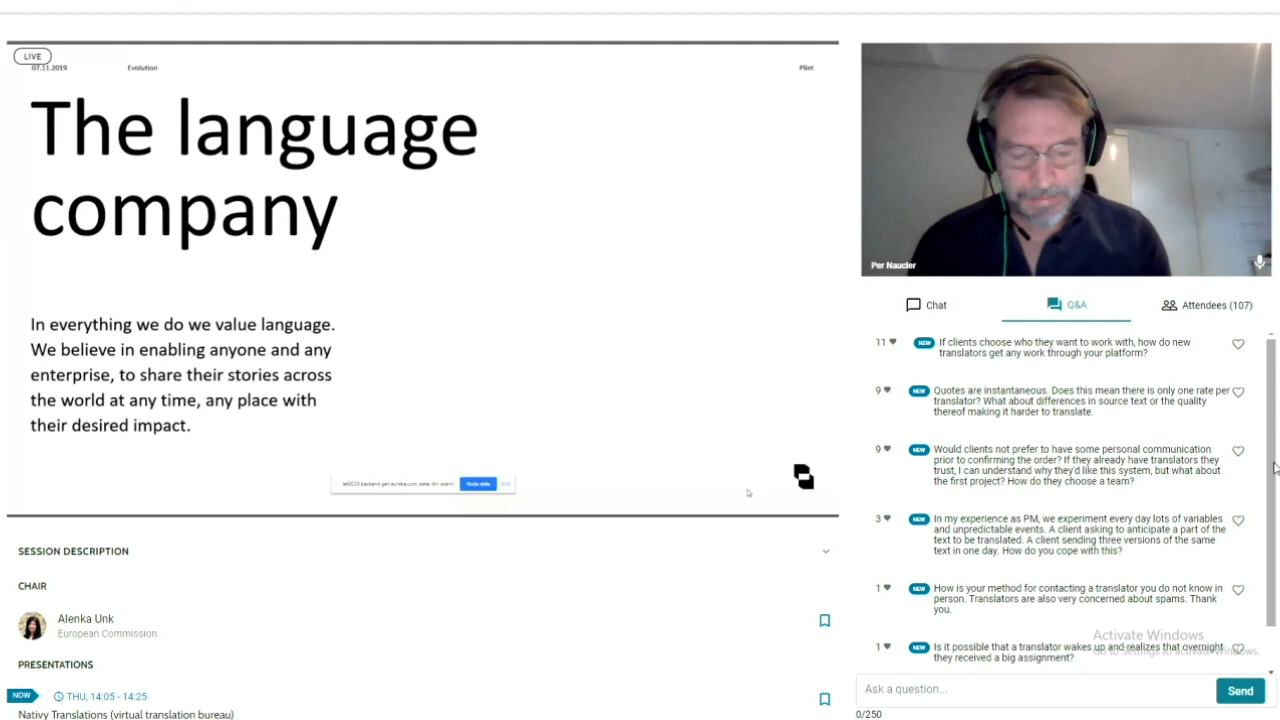 LIVE
07.11.2019
Evolution
Plint
The language
company
In everything we do we value language.
We believe in enabling anyone and any
enterprise, to share their stories across
the world at any time, any place with
their desired impact.
SESSION DESCRIPTION
CHAIR
Alenka Unk
European Commission
PRESENTATIONS
NOW
THU, 14:05 - 14:25
Nativy Translations (virtual translation bureau)
Per Naucler
Chat
Q&A
Attendees (107)
11
NEW
If clients choose who they want to work with, how do new
translators get any work through your platform?
9
NEW
Quotes are instantaneous. Does this mean there is only one rate per
translator? What about differences in source text or the quality
thereof making it harder to translate.
9
NEW
Would clients not prefer to have some personal communication
prior to confirming the order? If they already have translators they
trust, I can understand why they'd like this system, but what about
the first project? How do they choose a team?
3
NEW
In my experience as PM, we experiment every day lots of variables
and unpredictable events. A client asking to anticipate a part of the
text to be translated. A client sending three versions of the same
text in one day. How do you cope with this?
1
NEW
How is your method for contacting a translator you do not know in
person. Translators are also very concerned about spams. Thank
you.
1
NEW
Is it possible that a translator wakes up and realizes that overnight
they received a big assignment?
Activate Windows
Go to Settings to activate Windows.
Ask a question...
Send
0/250